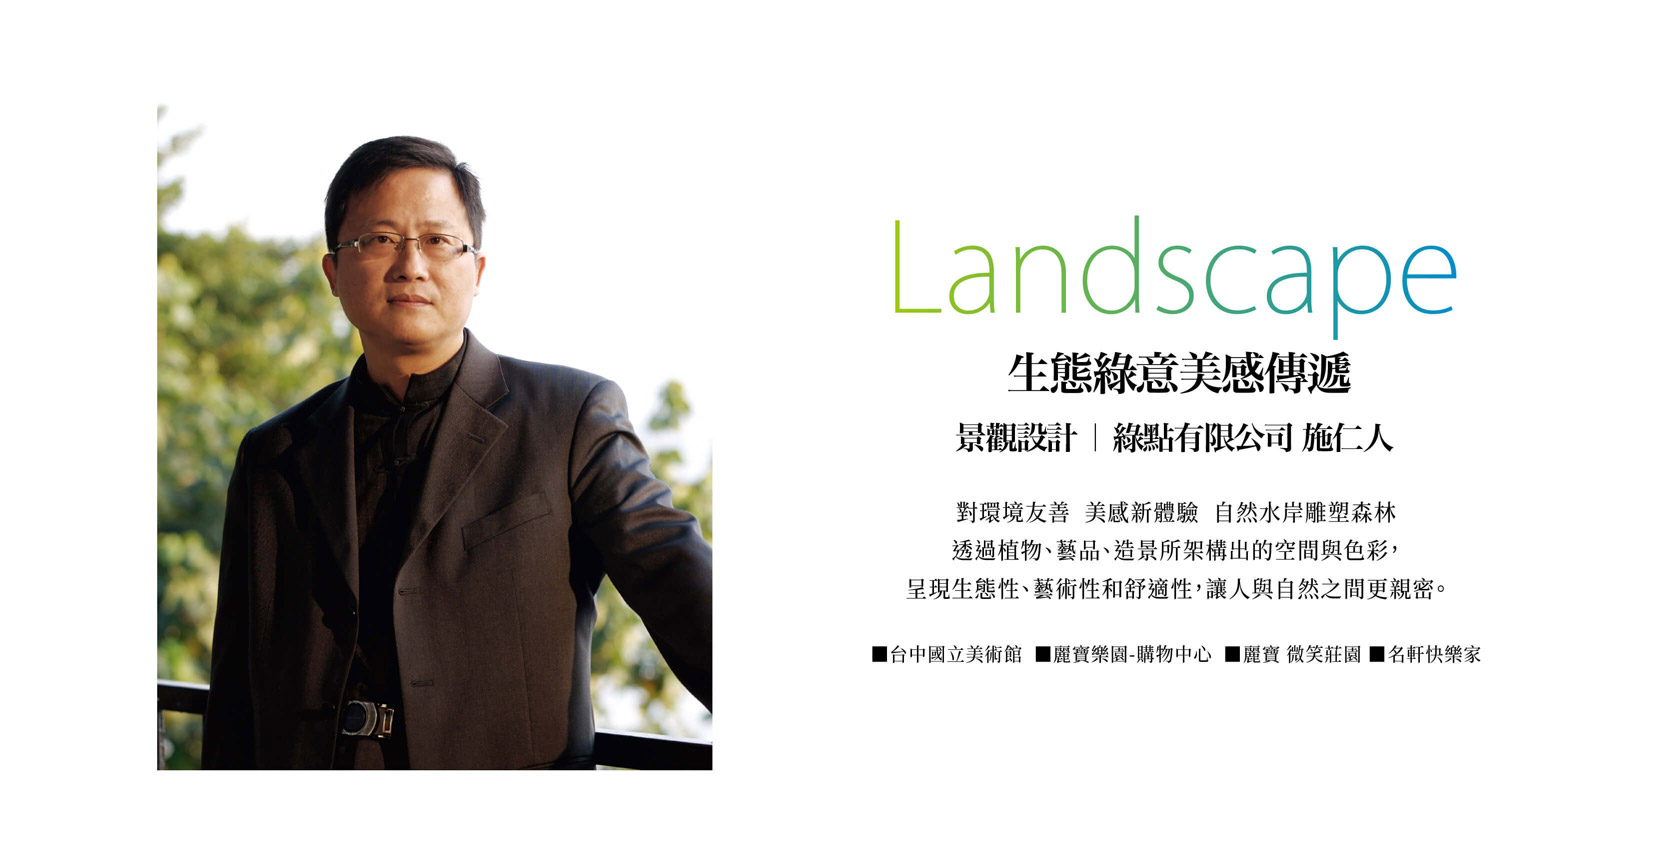 Landscape
生態綠意美感傳遞
景觀設計｜綠點有限公司 施仁人
對環境友善 美感新體驗 自然水岸雕塑森林
透過植物、藝品、造景所架構出的空間與色彩，
呈現生態性、藝術性和舒適性，讓人與自然之間更親密。
■台中國立美術館 ■麗寶樂園-購物中心 ■麗寶 微笑莊園 ■名軒快樂家